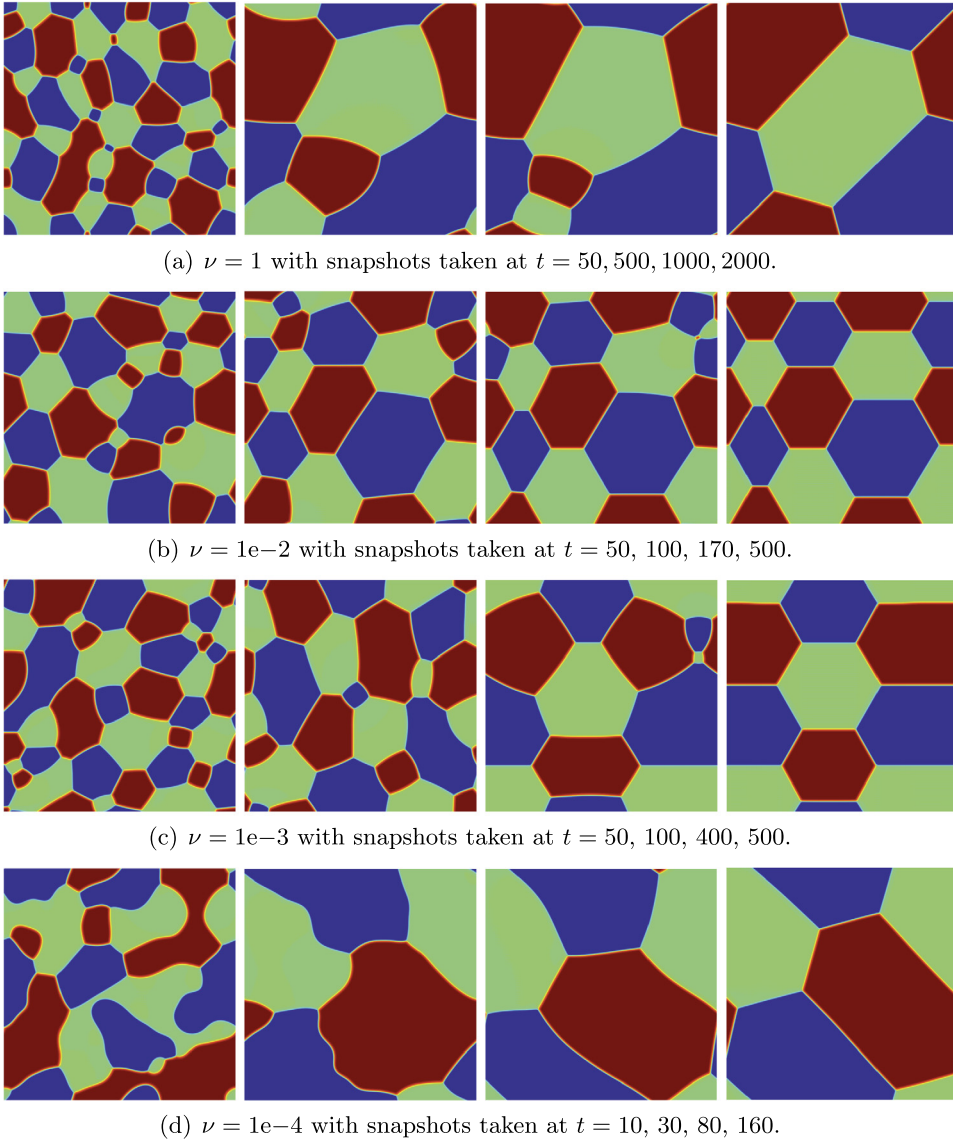 (a) ν = 1 with snapshots taken at t = 50, 500, 1000, 2000.
(b) ν = 1e−2 with snapshots taken at t = 50, 100, 170, 500.
(c) ν = 1e−3 with snapshots taken at t = 50, 100, 400, 500.
(d) ν = 1e−4 with snapshots taken at t = 10, 30, 80, 160.